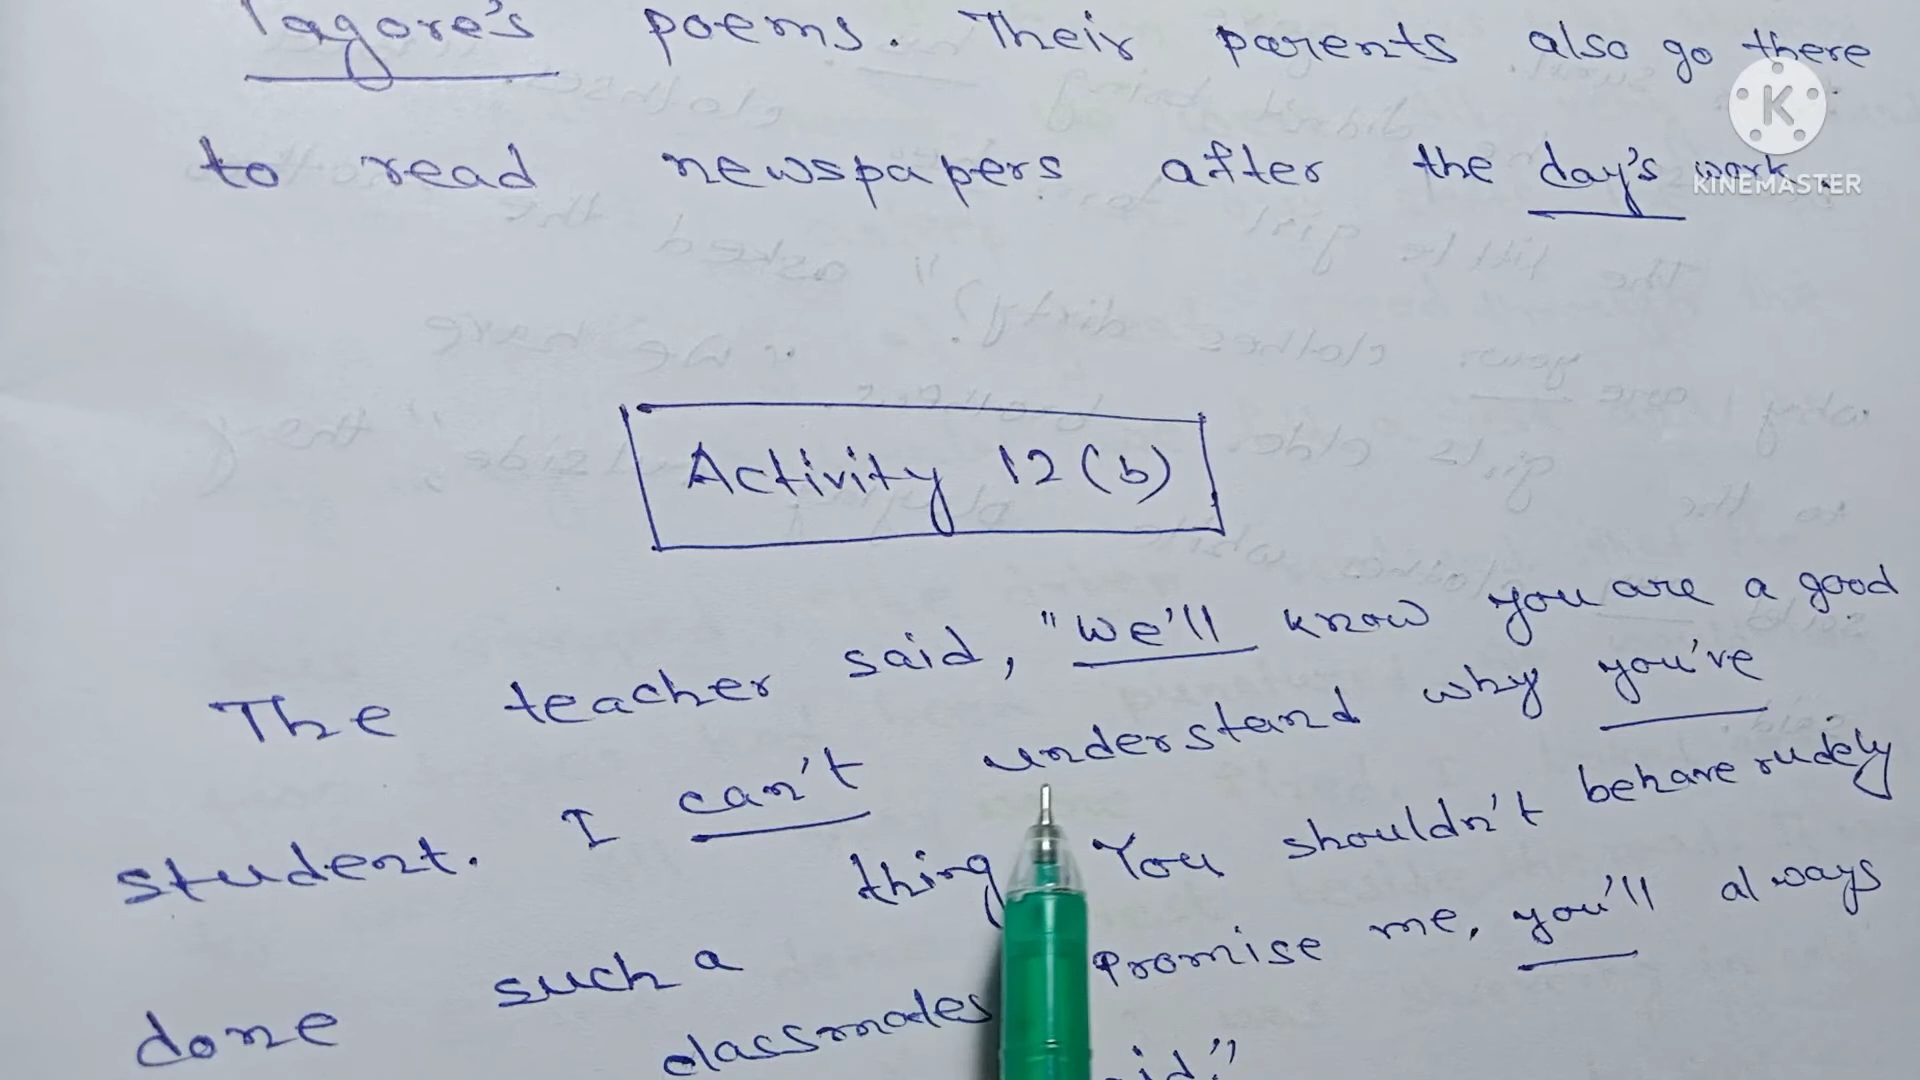 Tagore's poems. Their parents also go there
to read newspapers after the day's work.
K
KINEMASTER
Activity 12 (b)
The teacher said, "We'll know you are a good
student. I can't understand why you've
done such a thing You shouldn't behave rudely
classmates Promise me, you'll always